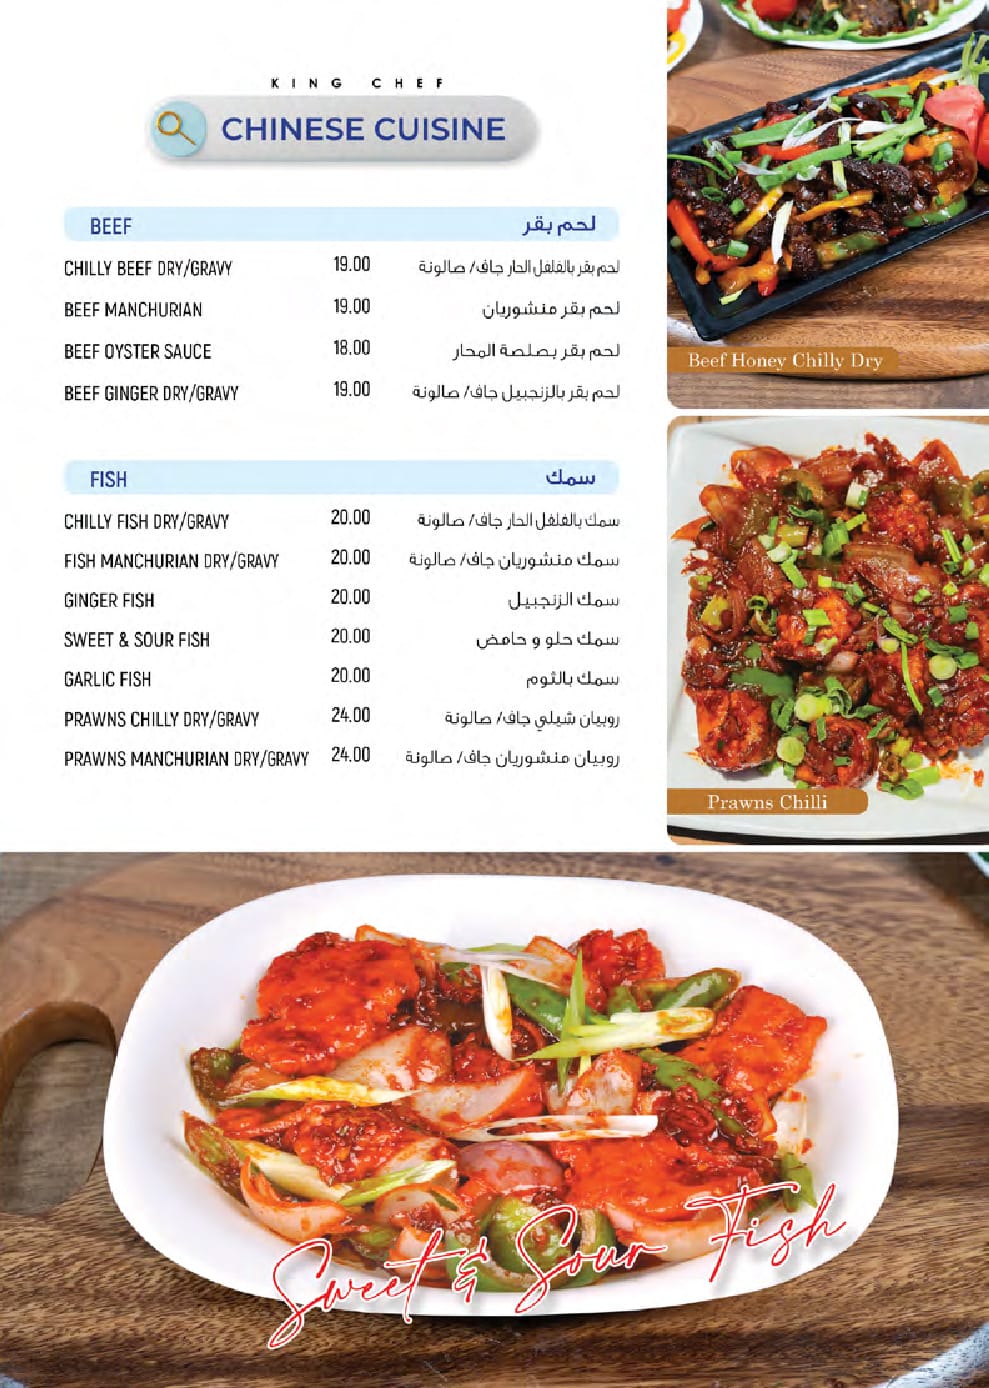 KING CHEF
CHINESE CUISINE
BEEF لحم بقر
CHILLY BEEF DRY/GRAVY 19.00 لحم بقر بالفلفل الحار جاف/ صالونة
BEEF MANCHURIAN 19.00 لحم بقر منشوريان
BEEF OYSTER SAUCE 18.00 لحم بقر بصلصة المحار
BEEF GINGER DRY/GRAVY 19.00 لحم بقر بالزنجبيل جاف/ صالونة
FISH سمك
CHILLY FISH DRY/GRAVY 20.00 سمك بالفلفل الحار جاف/ صالونة
FISH MANCHURIAN DRY/GRAVY 20.00 سمك منشوريان جاف/ صالونة
GINGER FISH 20.00 سمك الزنجبيل
SWEET & SOUR FISH 20.00 سمك حلو و حامض
GARLIC FISH 20.00 سمك بالثوم
PRAWNS CHILLY DRY/GRAVY 24.00 روبيان شيلي جاف/ صالونة
PRAWNS MANCHURIAN DRY/GRAVY 24.00 روبيان منشوريان جاف/ صالونة
Beef Honey Chilly Dry
Prawns Chilli
Sweet & Sour Fish